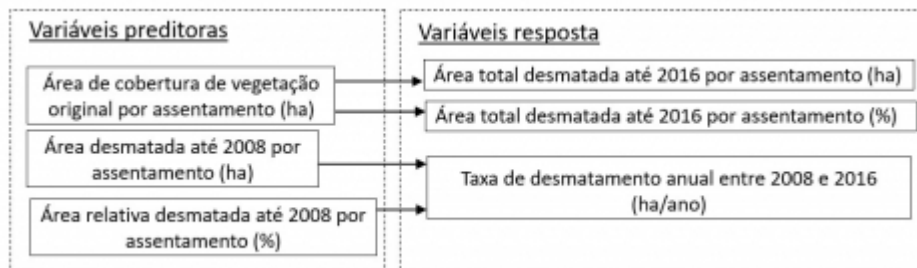 Variáveis preditoras
Área de cobertura de vegetação
original por assentamento (ha)
Área desmatada até 2008 por
assentamento (ha)
Área relativa desmatada até 2008 por
assentamento (%)
Variáveis resposta
Área total desmatada até 2016 por assentamento (ha)
Área total desmatada até 2016 por assentamento (%)
Taxa de desmatamento anual entre 2008 e 2016
(ha/ano)